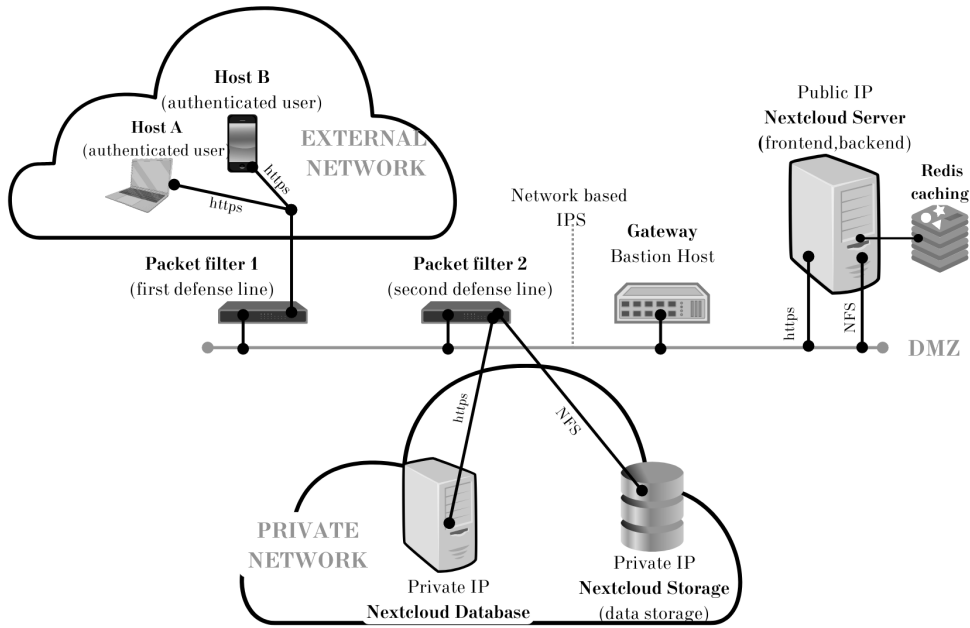 Host B
(authenticated user)
Host A
(authenticated user)
EXTERNAL
NETWORK
https
https
Public IP
Nextcloud Server
(frontend,backend)
Redis
caching
Network based
IPS
Gateway
Bastion Host
Packet filter 1
(first defense line)
Packet filter 2
(second defense line)
https
NFS
DMZ
https
NFS
PRIVATE
NETWORK
Private IP
Nextcloud Database
Private IP
Nextcloud Storage
(data storage)